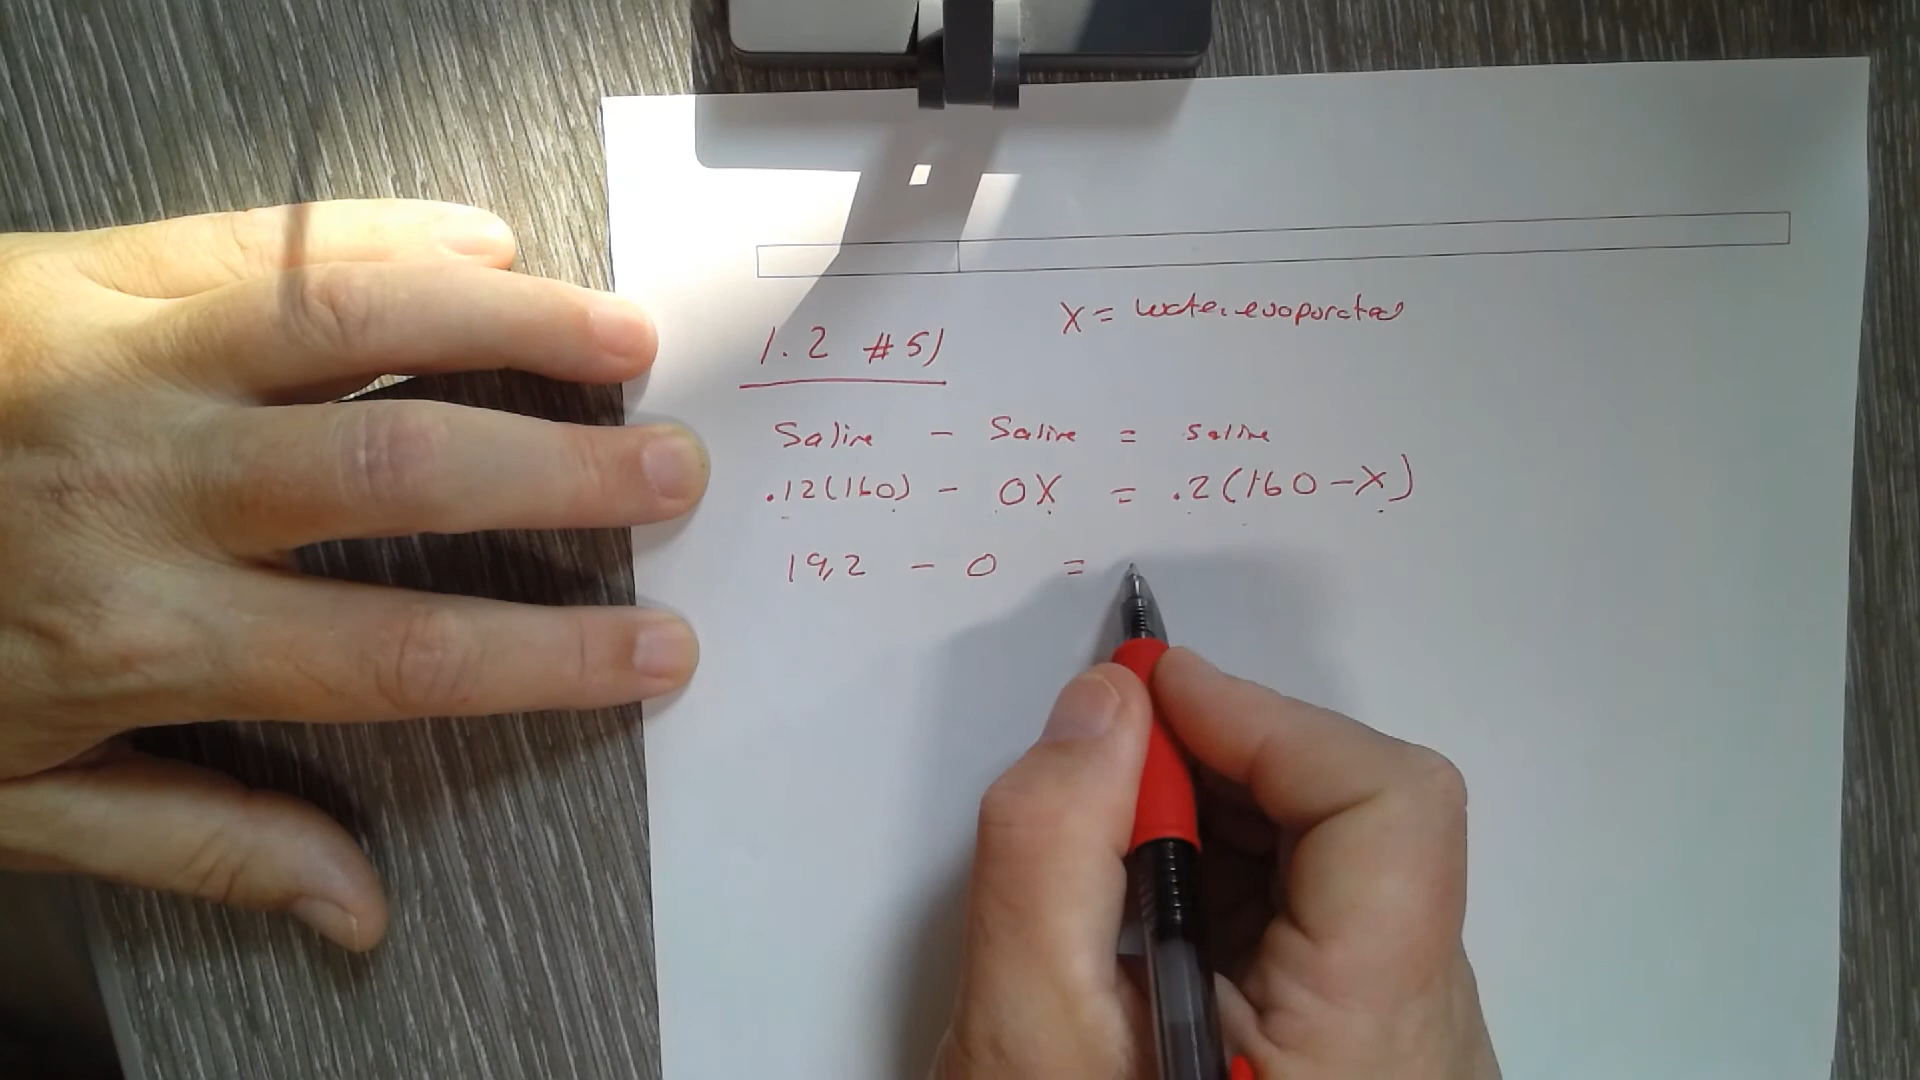 X = water evaporated
1.2 #51
Saline - Saline = saline
.12(160) - 0X = .2(160-X)
19.2 - 0 =